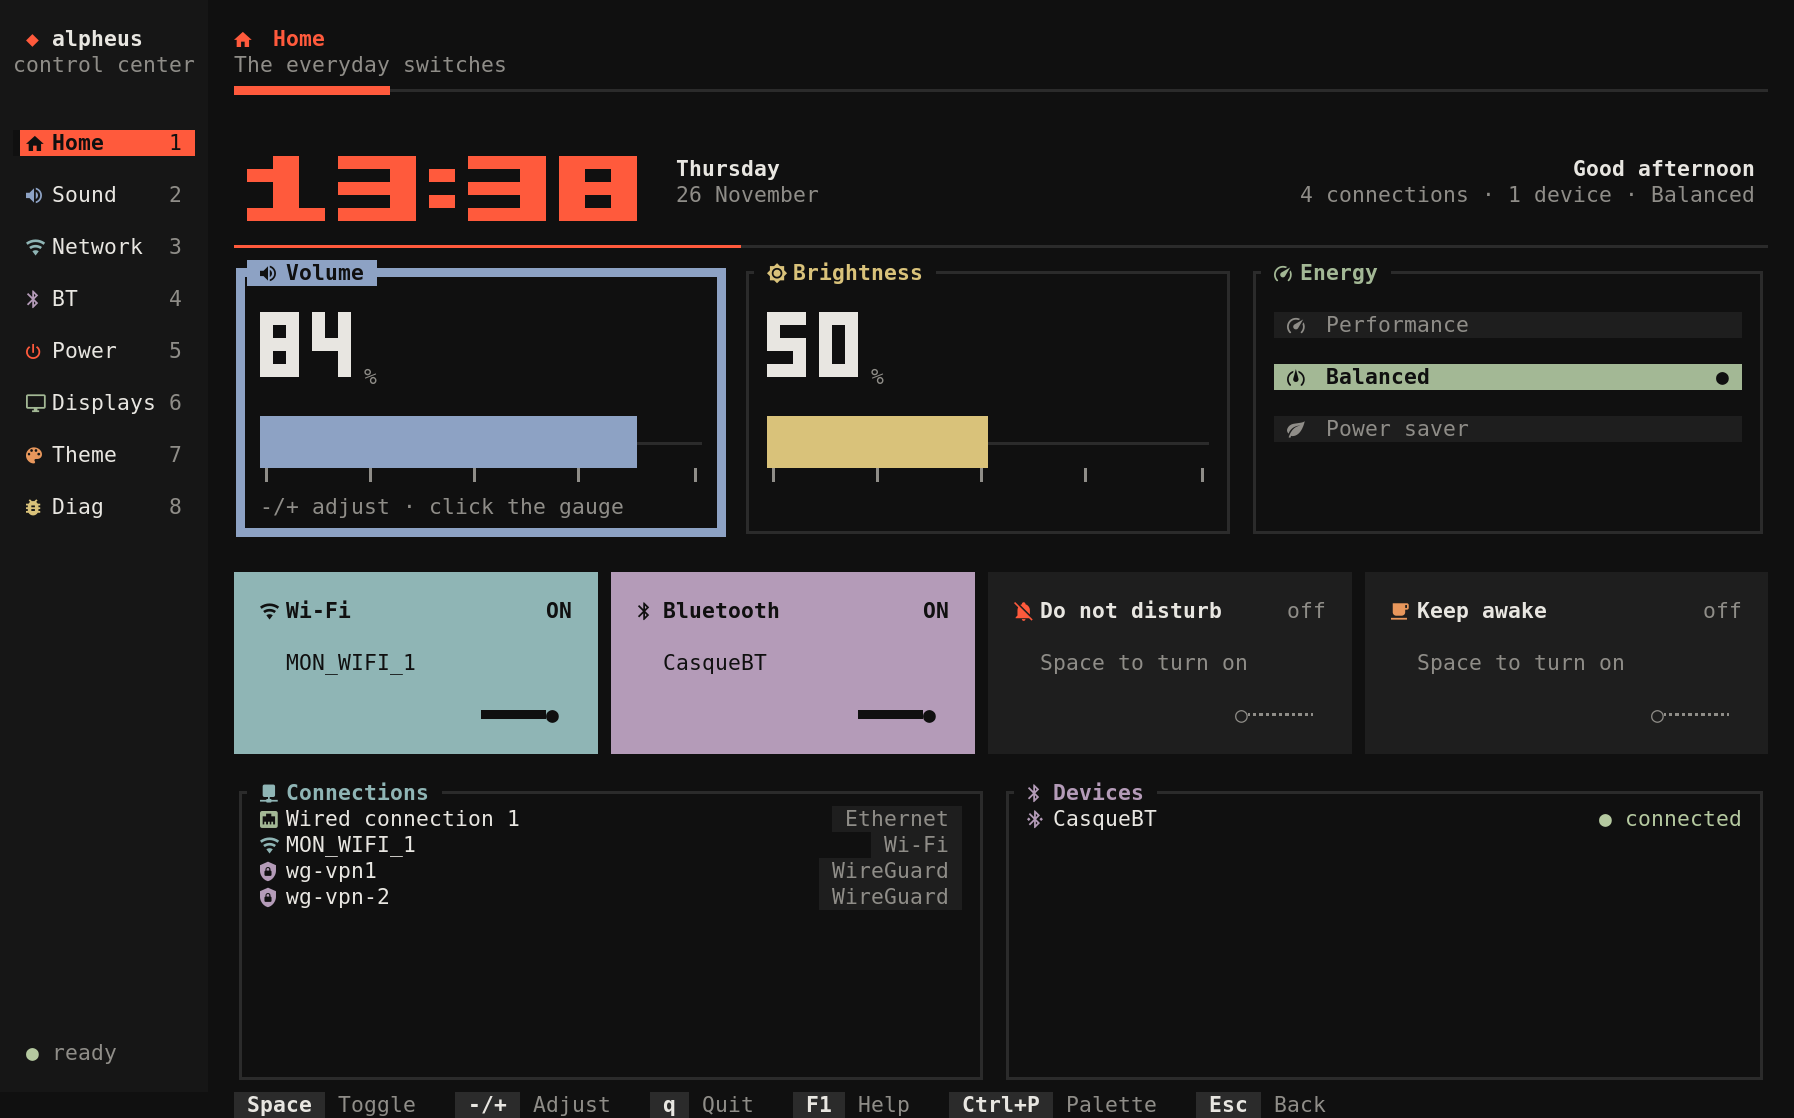 alpheus
control center
Home 1
Sound 2
Network 3
BT 4
Power 5
Displays 6
Theme 7
Diag 8
ready
Home
The everyday switches
13:38
Thursday
26 November
Good afternoon
4 connections · 1 device · Balanced
Volume
84 %
-/+ adjust · click the gauge
Brightness
50 %
Energy
Performance
Balanced
Power saver
Wi-Fi ON
MON_WIFI_1
Bluetooth ON
CasqueBT
Do not disturb off
Space to turn on
Keep awake off
Space to turn on
Connections
Wired connection 1 Ethernet
MON_WIFI_1 Wi-Fi
wg-vpn1 WireGuard
wg-vpn-2 WireGuard
Devices
CasqueBT ● connected
Space Toggle -/+ Adjust q Quit F1 Help Ctrl+P Palette Esc Back